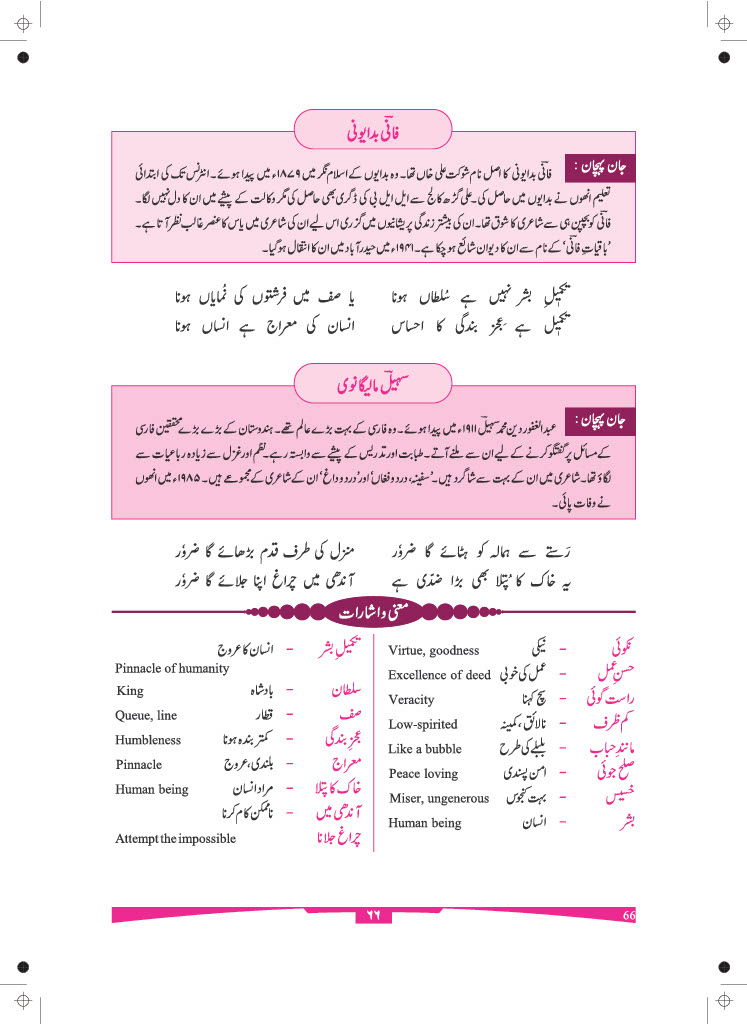 فانیؔ بدایونی
جان پہچان : فانیؔ بدایونی کا اصل نام شوکت علی خاں تھا۔ وہ بدایوں کے اسلام نگر میں ۱۸۷۹ء میں پیدا ہوئے۔ انٹرنس تک کی ابتدائی
تعلیم انھوں نے بدایوں میں حاصل کی۔ علی گڑھ کالج سے ایل ایل بی کی ڈگری بھی حاصل کی مگر وکالت کے پیشے میں ان کا دل نہیں لگا۔
فانیؔ کو بچپن ہی سے شاعری کا شوق تھا۔ ان کی بیشتر زندگی پریشانیوں میں گزری اس لیے ان کی شاعری میں یاس کا عنصر غالب نظر آتا ہے۔
’باقیاتِ فانیؔ‘ کے نام سے ان کا دیوان شائع ہو چکا ہے۔ ۱۹۴۱ء میں حیدرآباد میں ان کا انتقال ہو گیا۔
تکمیلِ بشر نہیں ہے سُلطاں ہونا یا صف میں فرشتوں کی نُمایاں ہونا
تکمیل ہے عِجزِ بندگی کا احساس انسان کی معراج ہے انساں ہونا
سہیلؔ مالیگانوی
جان پہچان : عبدالغفور دین محمد سہیلؔ ۱۹۱۱ء میں پیدا ہوئے۔ وہ فارسی کے بہت بڑے عالم تھے۔ ہندوستان کے بڑے بڑے محققین فارسی
کے مسائل پر گفتگو کرنے کے لیے ان سے ملنے آتے۔ طبابت اور تدریس کے پیشے سے وابستہ رہے۔ نظم اور غزل سے زیادہ رباعیات سے
لگاؤ تھا۔ شاعری میں ان کے بہت سے شاگرد ہیں۔ ’سفینہ، درد و فغاں‘ اور ’درد و داغ‘ ان کے شاعری کے مجموعے ہیں۔ ۱۹۸۵ء میں انھوں
نے وفات پائی۔
رَستے سے ہمالہ کو ہٹائے گا ضروٗر منزل کی طرف قدم بڑھائے گا ضروٗر
یہ خاک کا پُتلا بھی بڑا ضدّی ہے آندھی میں چراغ اپنا جلائے گا ضروٗر
معنی و اشارات
نکوئی - نیکی Virtue, goodness
حسنِ عمل - عمل کی خوبی Excellence of deed
راست گوئی - سچ کہنا Veracity
کم ظرف - نالائق، کمینہ Low-spirited
مانندِ حباب - بلبلے کی طرح Like a bubble
صلح جوئی - امن پسندی Peace loving
خسیس - بہت کنجوس Miser, ungenerous
بشر - انسان Human being
تکمیلِ بشر - انسان کا عروج
Pinnacle of humanity
سلطان - بادشاہ King
صف - قطار Queue, line
عجزِ بندگی - کمتر بندہ ہونا Humbleness
معراج - بلندی، عروج Pinnacle
خاک کا پتلا - مراد انسان Human being
آندھی میں - ناممکن کام کرنا
چراغ جلانا Attempt the impossible
۶۶
66